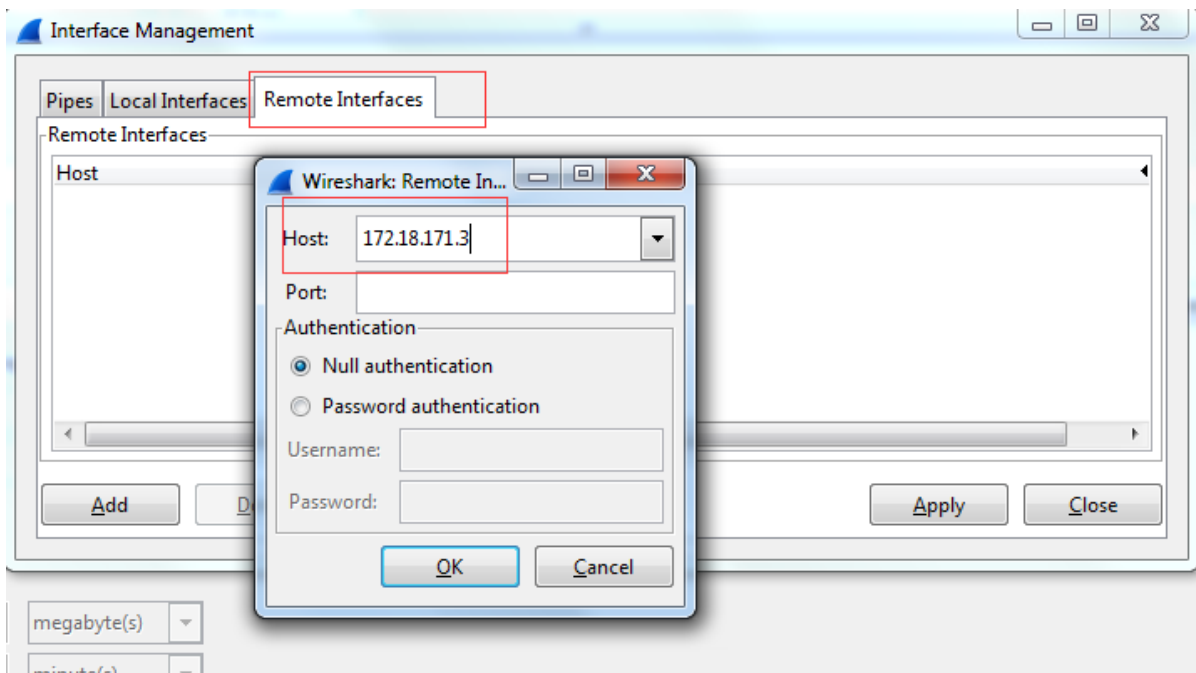 Interface Management
Pipes Local Interfaces Remote Interfaces
Remote Interfaces
Host
Wireshark: Remote In...
Host: 172.18.171.3
Port:
Authentication
Null authentication
Password authentication
Username:
Password:
OK Cancel
Add
Apply Close
megabyte(s)